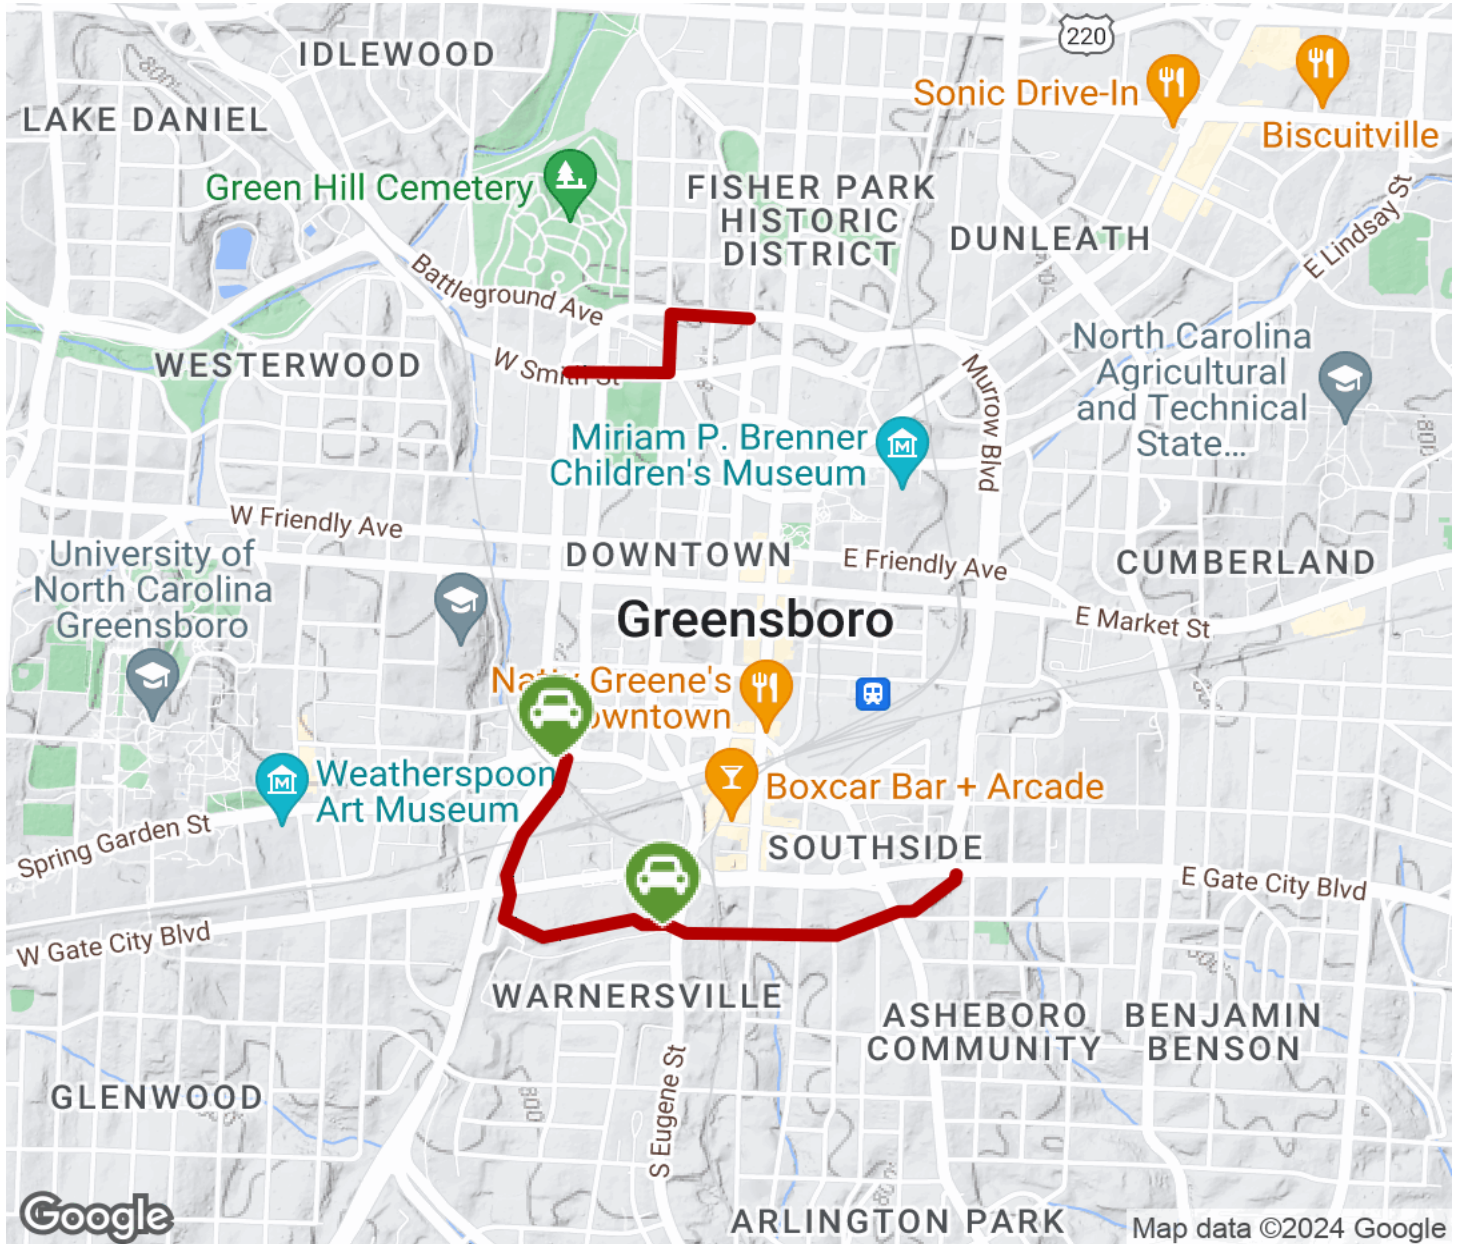 IDLEWOOD
220
Sonic Drive-In
Biscuitville
LAKE DANIEL
800
Green Hill Cemetery
FISHER PARK
HISTORIC
DISTRICT
DUNLEATH
E Lindsay St
Battleground Ave
WESTERWOOD
W Smith St
Murrow Blvd
North Carolina
Agricultural
and Technical
State...
800
Miriam P. Brenner
Children's Museum
W Friendly Ave
DOWNTOWN
E Friendly Ave
CUMBERLAND
University of
North Carolina
Greensboro
Greensboro
E Market St
Greene's
Weatherspoon
Art Museum
Boxcar Bar + Arcade
Spring Garden St
SOUTHSIDE
E Gate City Blvd
W Gate City Blvd
WARNERSVILLE
ASHEBORO
COMMUNITY
BENJAMIN
BENSON
GLENWOOD
800
S Eugene St
ARLINGTON PARK
Google
Map data ©2024 Google